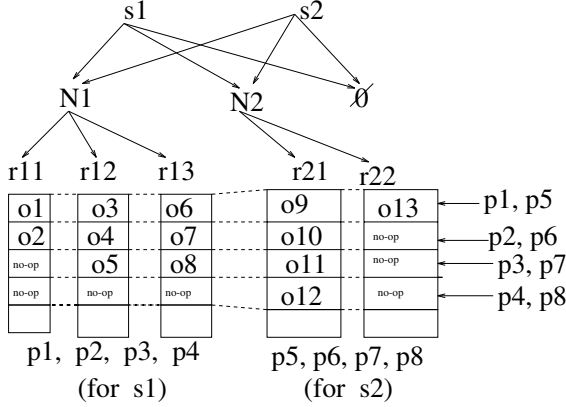 s1 s2
N1 N2 Ø
r11 r12 r13 r21 r22
o1 o3 o6 o9 o13 p1, p5
o2 o4 o7 o10 no-op p2, p6
no-op o5 o8 o11 no-op p3, p7
no-op no-op no-op o12 no-op p4, p8
p1, p2, p3, p4 p5, p6, p7, p8
(for s1) (for s2)